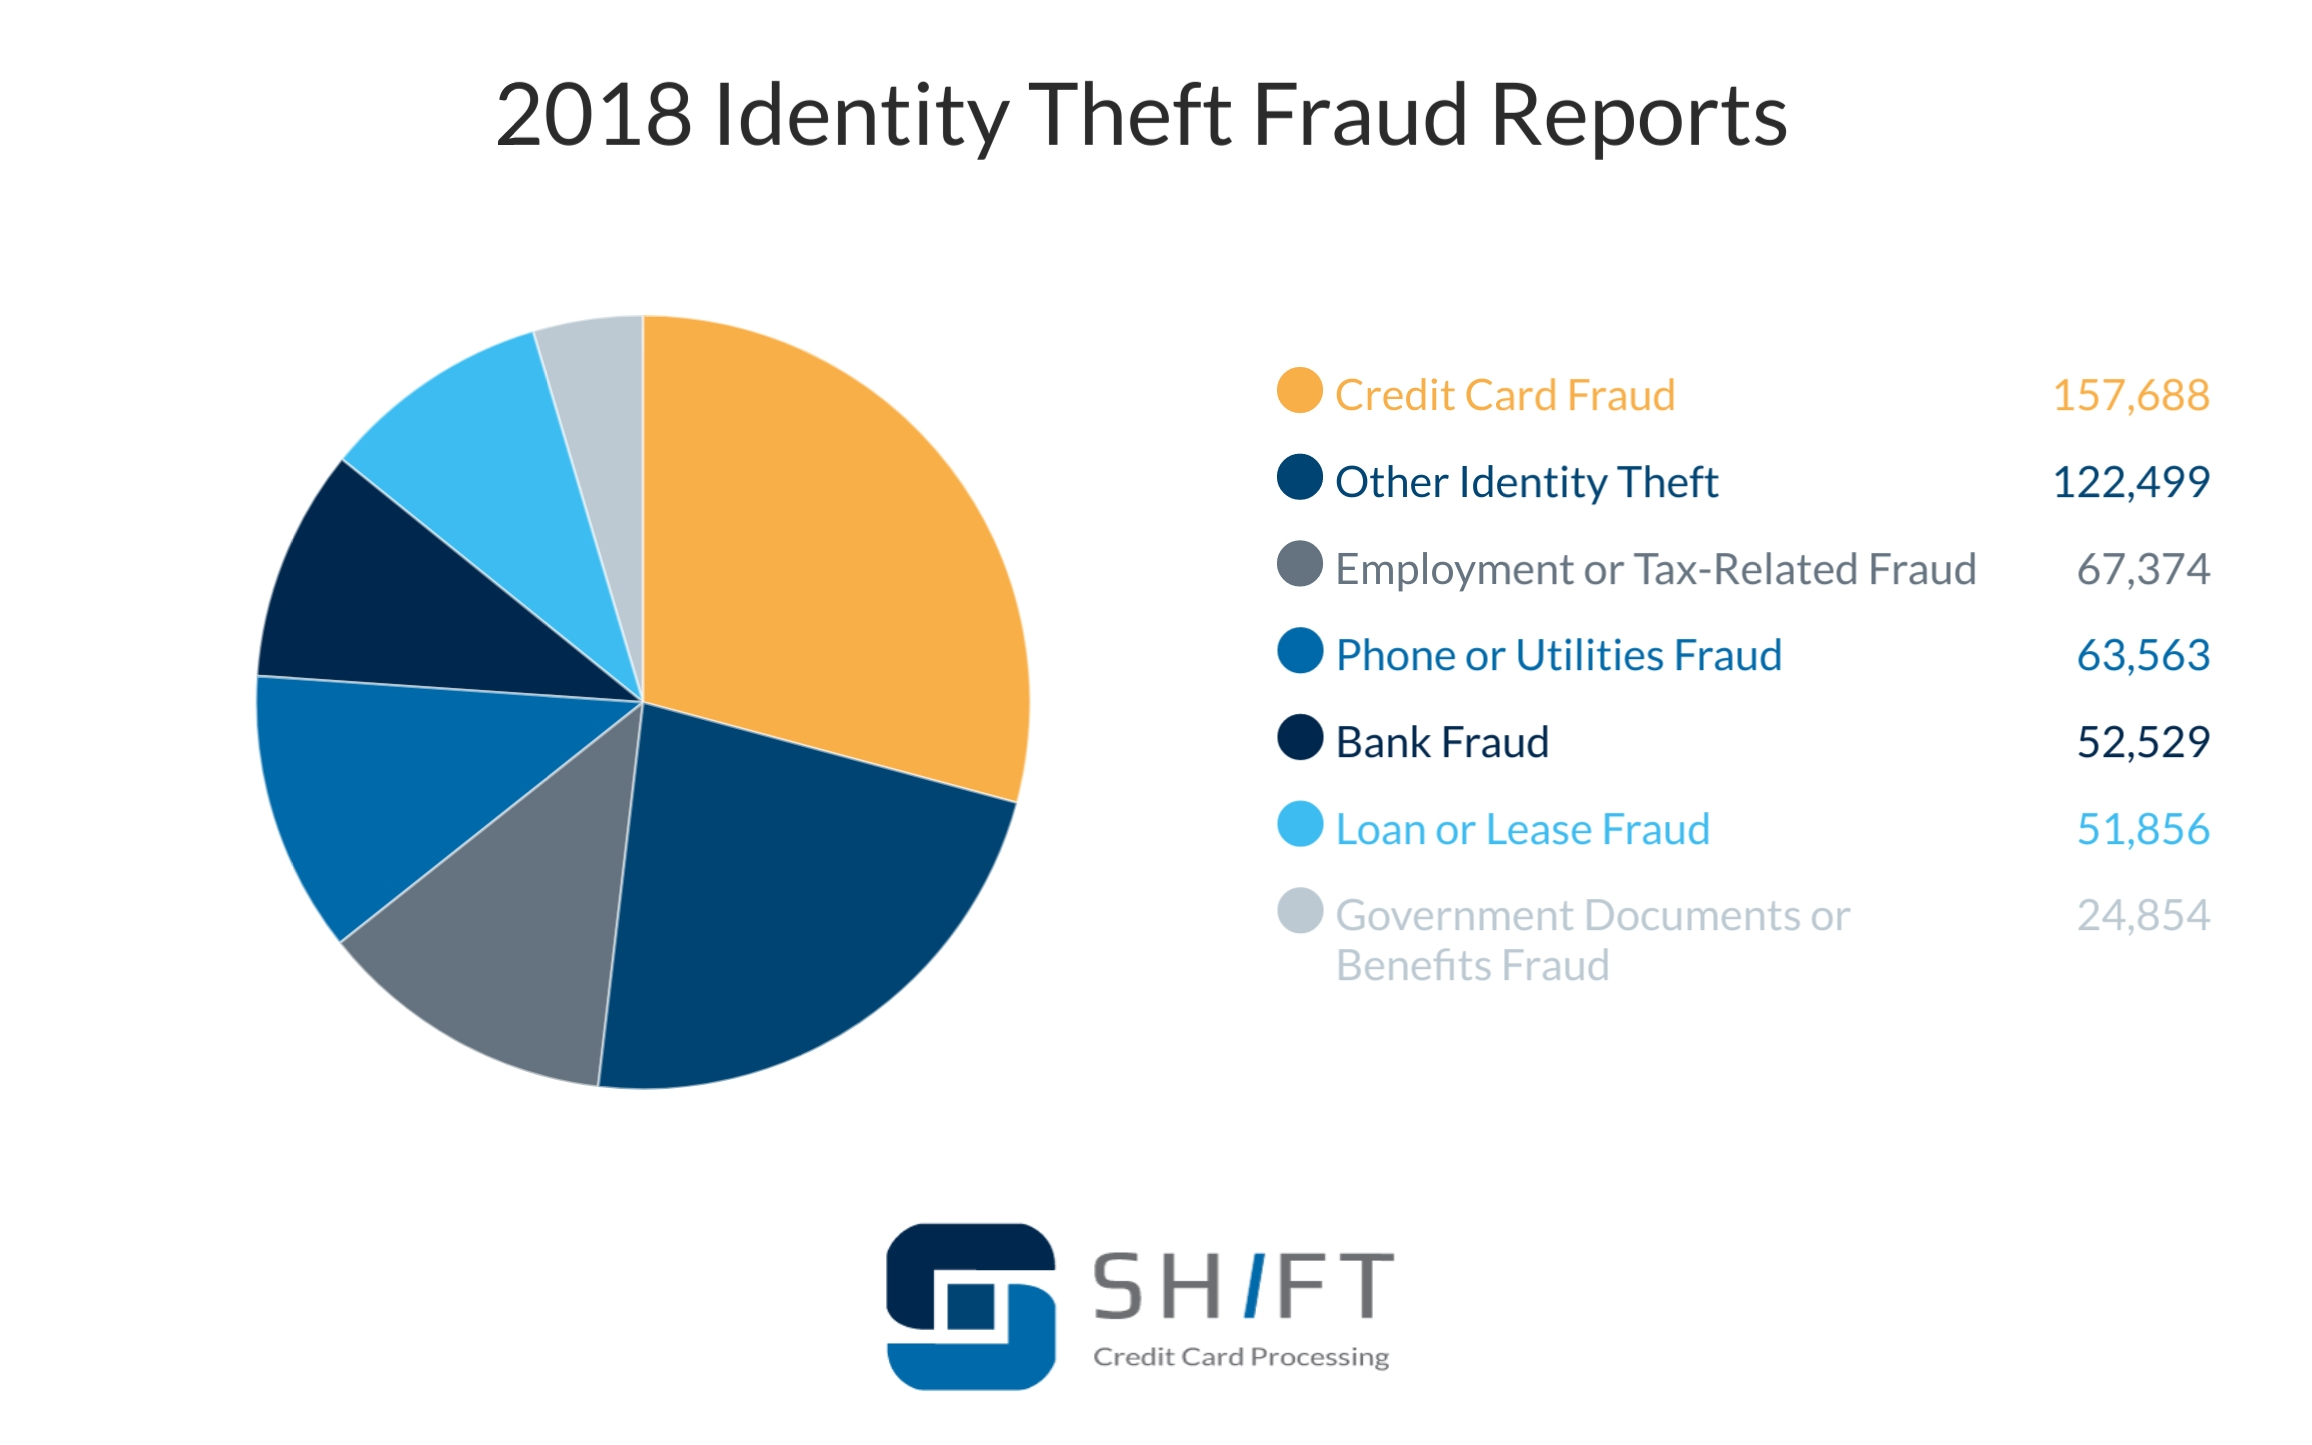 2018 Identity Theft Fraud Reports
Credit Card Fraud 157,688
Other Identity Theft 122,499
Employment or Tax-Related Fraud 67,374
Phone or Utilities Fraud 63,563
Bank Fraud 52,529
Loan or Lease Fraud 51,856
Government Documents or 24,854
Benefits Fraud
SHIFT
Credit Card Processing